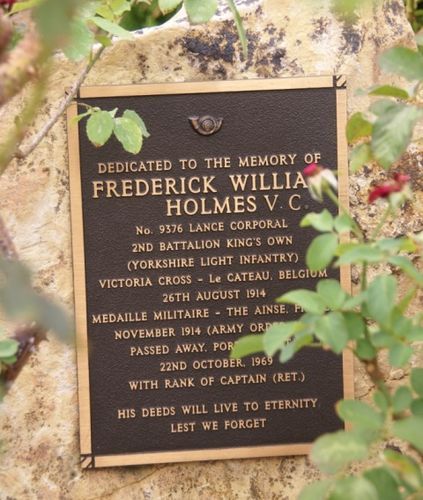 DEDICATED TO THE MEMORY OF
FREDERICK WILLIA
HOLMES V.C.
No. 9376 LANCE CORPORAL
2ND BATTALION KING'S OWN
(YORKSHIRE LIGHT INFANTRY)
VICTORIA CROSS - LE CATEAU, BELGIUM
26TH AUGUST 1914
MEDAILLE MILITAIRE - THE AINSE, F
NOVEMBER 1914 (ARMY ORDE
PASSED AWAY, POR
22ND OCTOBER, 1969
WITH RANK OF CAPTAIN (RET.)
HIS DEEDS WILL LIVE TO ETERNITY
LEST WE FORGET